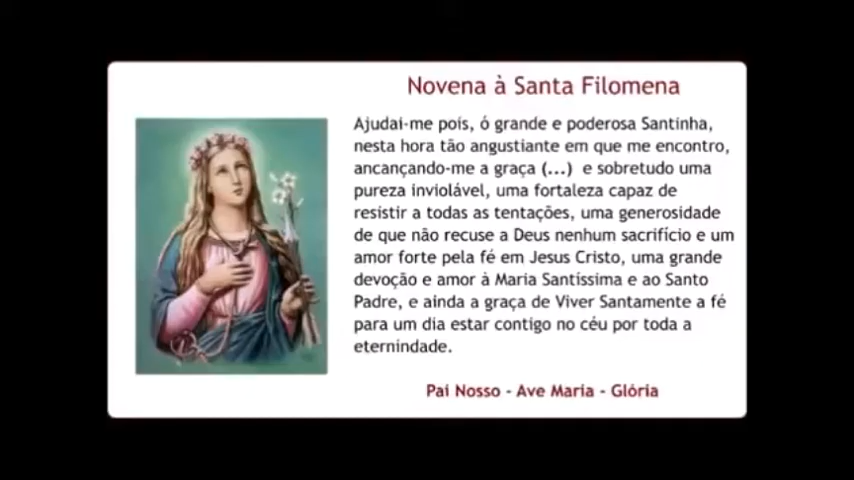 Novena à Santa Filomena
Ajudai-me pois, ó grande e poderosa Santinha,
nesta hora tão angustiante em que me encontro,
ancançando-me a graça (...) e sobretudo uma
pureza inviolável, uma fortaleza capaz de
resistir a todas as tentações, uma generosidade
de que não recuse a Deus nenhum sacrifício e um
amor forte pela fé em Jesus Cristo, uma grande
devoção e amor à Maria Santíssima e ao Santo
Padre, e ainda a graça de Viver Santamente a fé
para um dia estar contigo no céu por toda a
eternindade.
Pai Nosso - Ave Maria - Glória